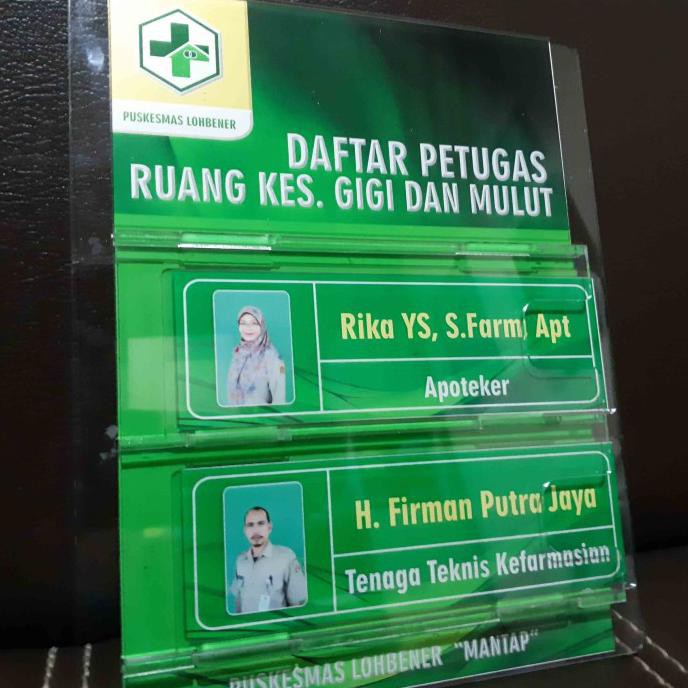 PUSKESMAS LOHBENER
DAFTAR PETUGAS
RUANG KES. GIGI DAN MULUT
Rika YS, S.Farm, Apt
Apoteker
H. Firman Putra Jaya
Tenaga Teknis Kefarmasian
PUSKESMAS LOHBENER "MANTAP"